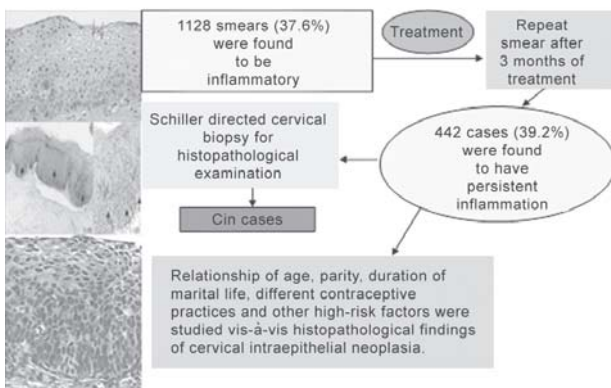 1128 smears (37.6%)
were found
to be
inflammatory
Treatment
Repeat
smear after
3 months of
treatment
442 cases (39.2%)
were found
to have
persistent
inflammation
Schiller directed cervical
biopsy for
histopathological
examination
Cin cases
Relationship of age, parity, duration of
marital life, different contraceptive
practices and other high-risk factors were
studied vis-à-vis histopathological findings
of cervical intraepithelial neoplasia.